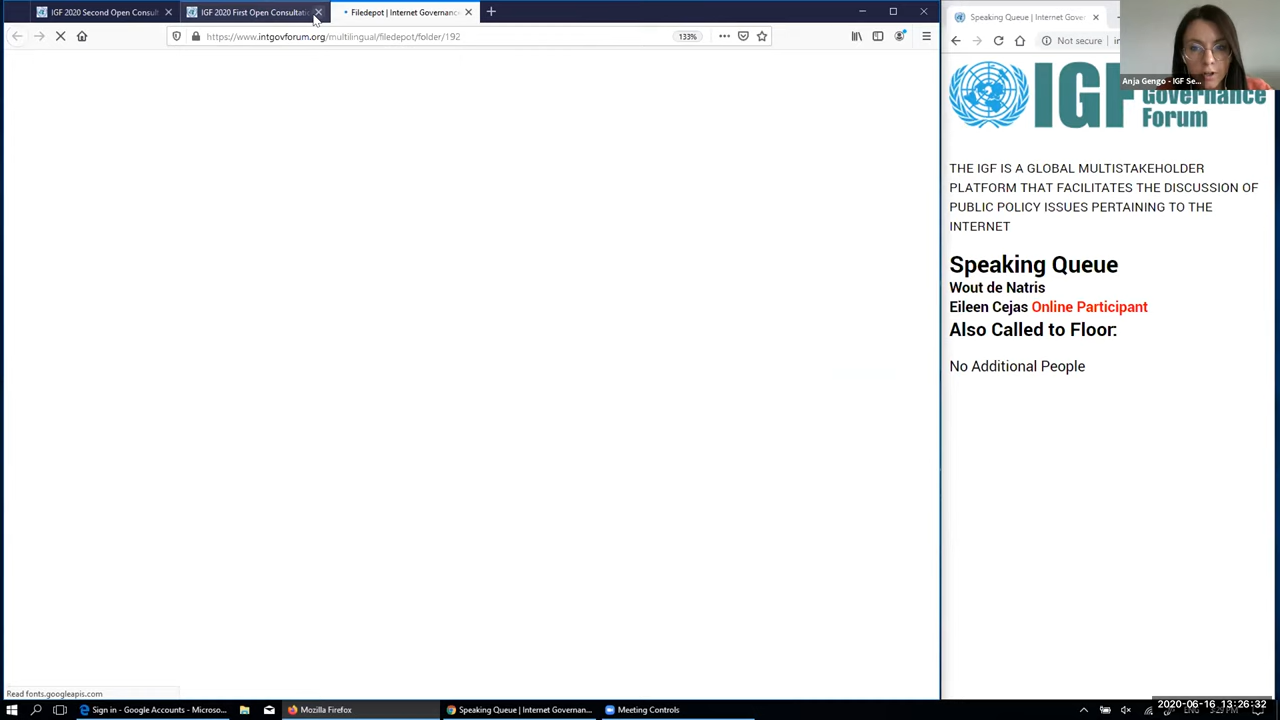 IGF 2020 Second Open Consult
IGF 2020 First Open Consultatio
Filedepot | Internet Governance
https://www.intgovforum.org/multilingual/filedepot/folder/192
133%
Read fonts.googleapis.com
Speaking Queue | Internet Gover
Not secure
Anja Gengo - IGF Se...
IGF
Governance
Forum
THE IGF IS A GLOBAL MULTISTAKEHOLDER
PLATFORM THAT FACILITATES THE DISCUSSION OF
PUBLIC POLICY ISSUES PERTAINING TO THE
INTERNET
Speaking Queue
Wout de Natris
Eileen Cejas Online Participant
Also Called to Floor:
No Additional People
Sign in - Google Accounts - Microso...
Mozilla Firefox
Speaking Queue | Internet Governan...
Meeting Controls
2020-06-16 13:26:32